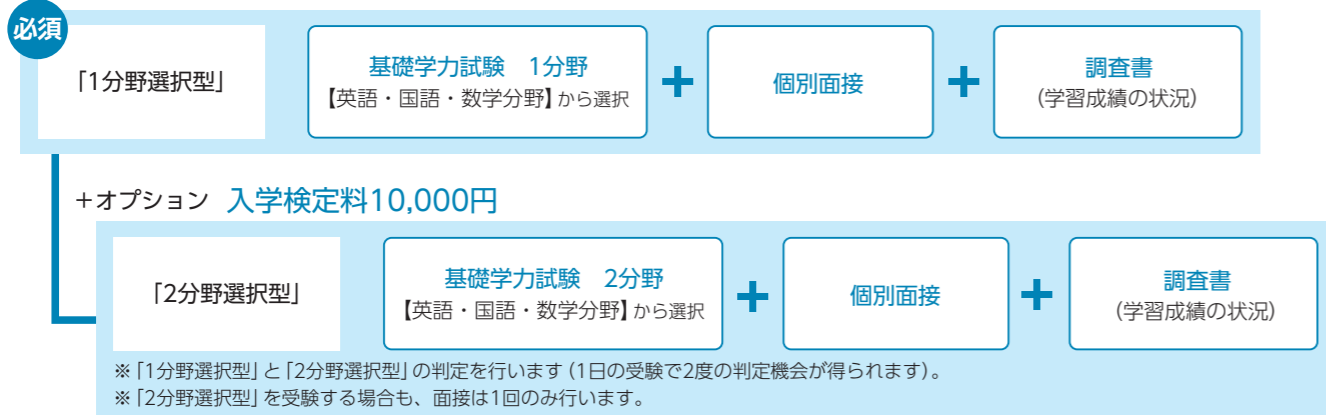 必須
「1分野選択型」
基礎学力試験　1分野
【英語・国語・数学分野】から選択
+
個別面接
+
調査書
（学習成績の状況）
＋オプション　入学検定料10,000円
「2分野選択型」
基礎学力試験　2分野
【英語・国語・数学分野】から選択
+
個別面接
+
調査書
（学習成績の状況）
※「1分野選択型」と「2分野選択型」の判定を行います（1日の受験で2度の判定機会が得られます）。
※「2分野選択型」を受験する場合も、面接は1回のみ行います。